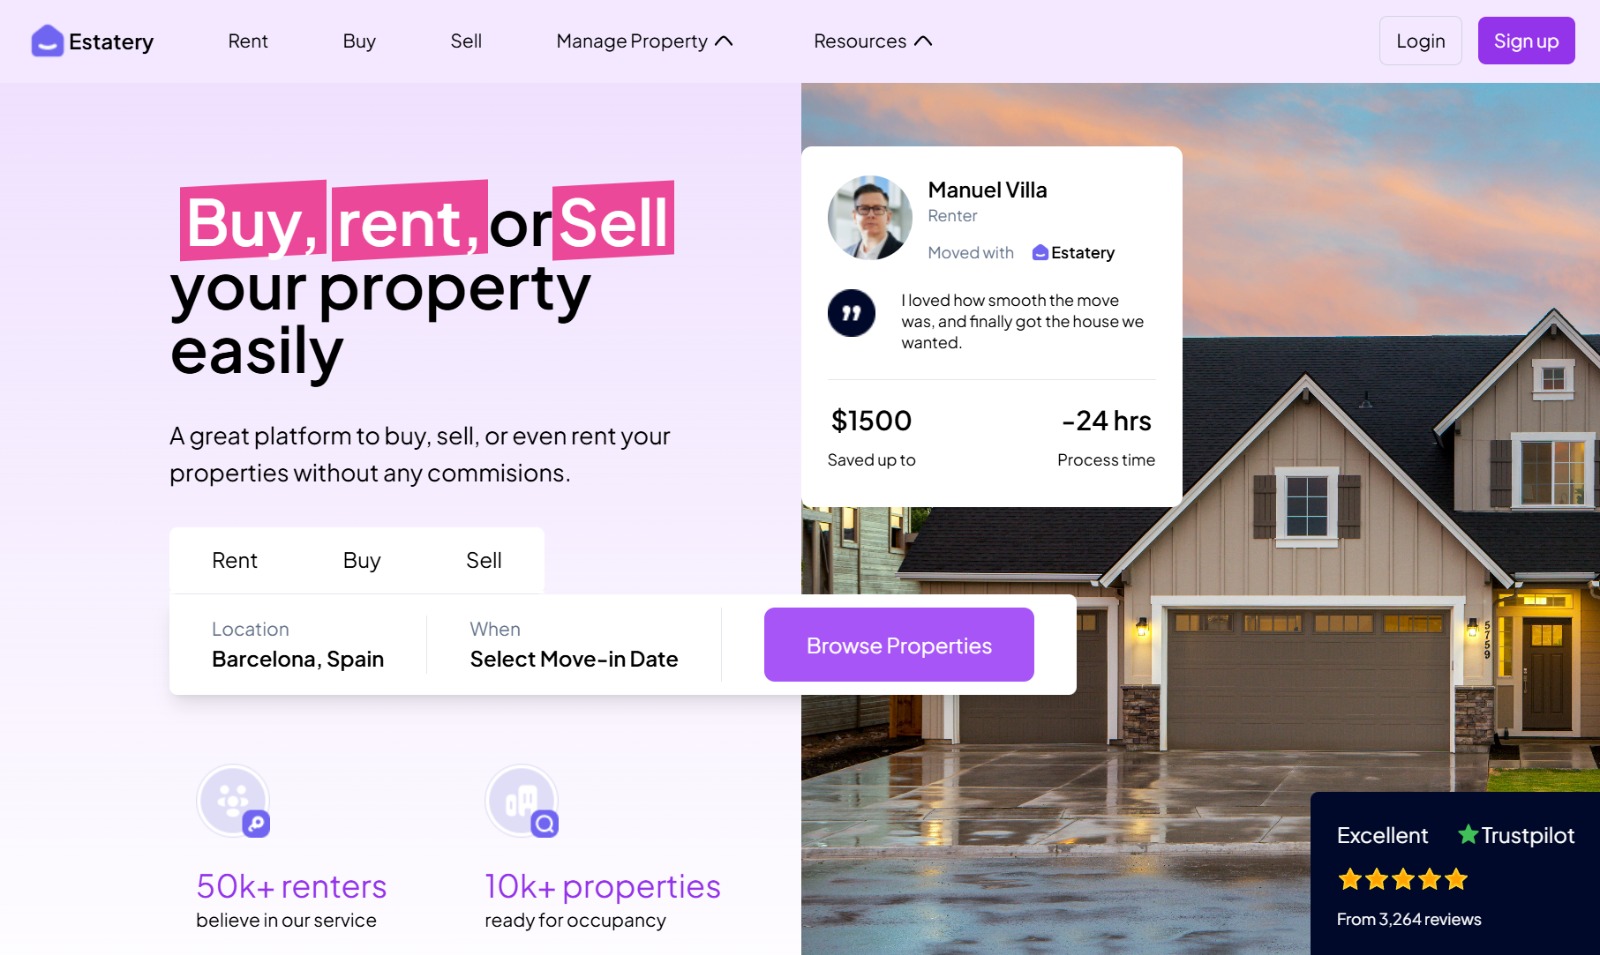 Estatery
Rent
Buy
Sell
Manage Property
Resources
Login
Sign up
Buy, rent, or Sell
your property
easily
A great platform to buy, sell, or even rent your
properties without any commisions.
Rent
Buy
Sell
Location
Barcelona, Spain
When
Select Move-in Date
Browse Properties
50k+ renters
believe in our service
10k+ properties
ready for occupancy
Manuel Villa
Renter
Moved with Estatery
I loved how smooth the move
was, and finally got the house we
wanted.
$1500
Saved up to
-24 hrs
Process time
5759
Excellent
Trustpilot
From 3,264 reviews